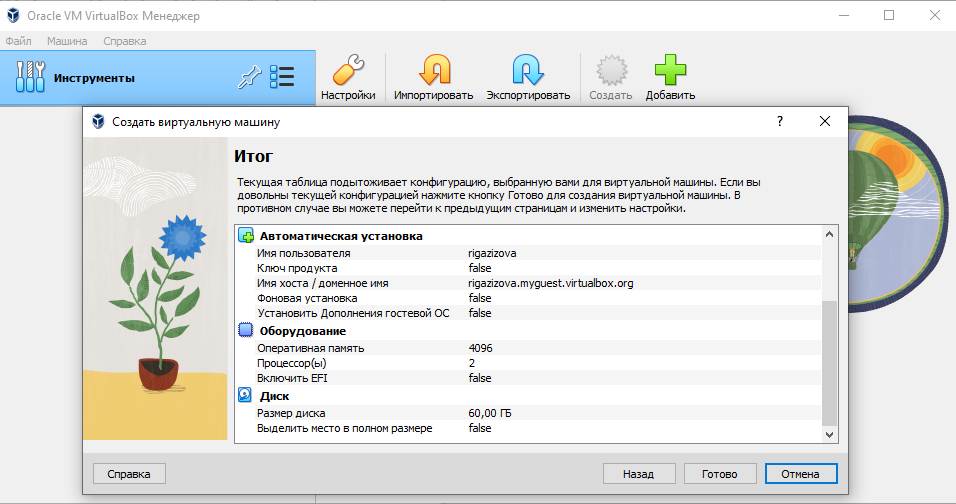 Oracle VM VirtualBox Менеджер
Файл Машина Справка
Инструменты
Настройки Импортировать Экспортировать Создать Добавить
Создать виртуальную машину
?
Итог
Текущая таблица подытоживает конфигурацию, выбранную вами для виртуальной машины. Если вы
довольны текущей конфигурацией нажмите кнопку Готово для создания виртуальной машины. В
противном случае вы можете перейти к предыдущим страницам и изменить настройки.
Автоматическая установка
Имя пользователя rigazizova
Ключ продукта false
Имя хоста / доменное имя rigazizova.myguest.virtualbox.org
Фоновая установка false
Установить Дополнения гостевой ОС false
Оборудование
Оперативная память 4096
Процессор(ы) 2
Включить EFI false
Диск
Размер диска 60,00 ГБ
Выделить место в полном размере false
Справка Назад Готово Отмена